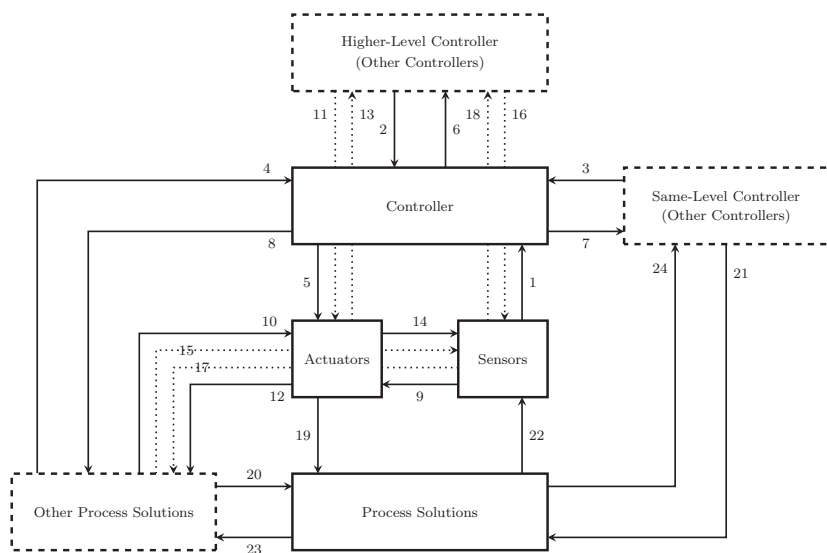 Higher-Level Controller
(Other Controllers)
11
13
2
6
18
16
4
3
Controller
Same-Level Controller
(Other Controllers)
8
7
5
1
24
21
10
14
15
Actuators
Sensors
17
12
9
19
22
20
Other Process Solutions
Process Solutions
23